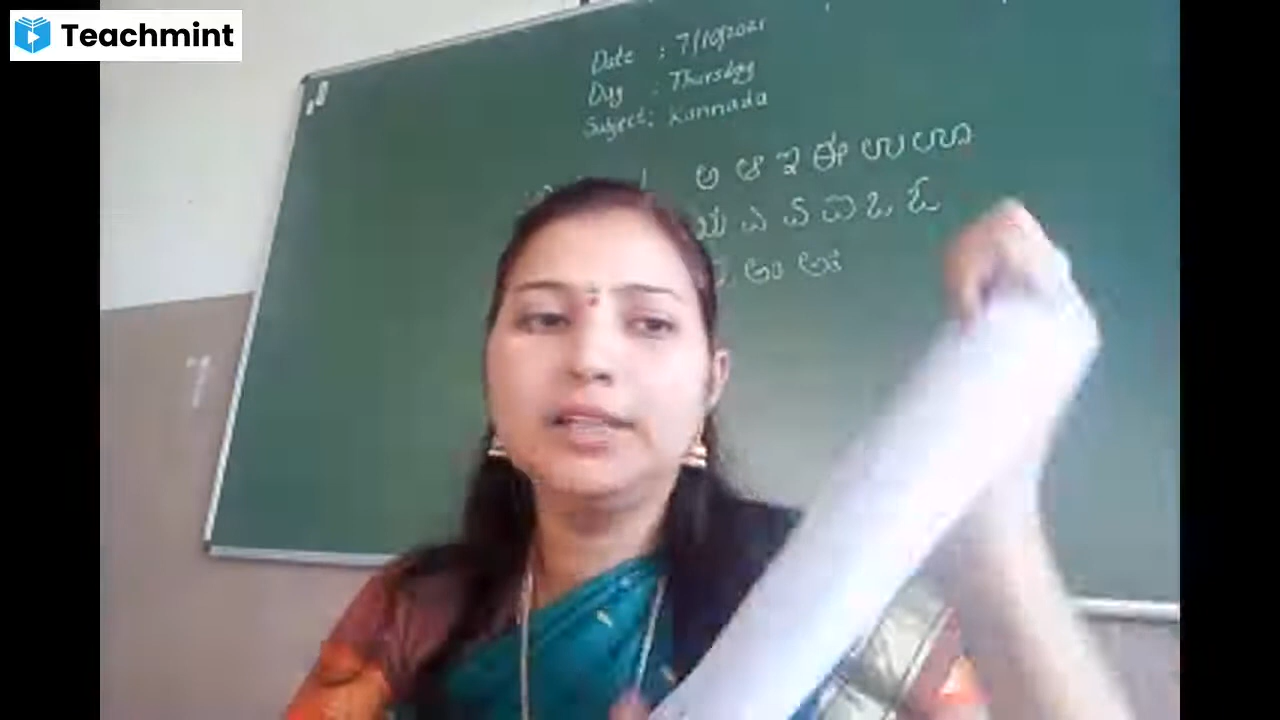 Teachmint
Date : 7/10/2021
Day : Thursday
Subject: Kannada
ಅ ಆ ಇ ಈ ಉ ಊ
ಋ ಎ ಏ ಐ ಒ ಓ
ಅಂ ಅಃ